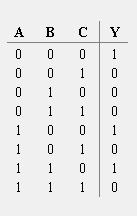 A B C Y
0 0 0 1
0 0 1 0
0 1 0 0
0 1 1 0
1 0 0 1
1 0 1 0
1 1 0 1
1 1 1 0